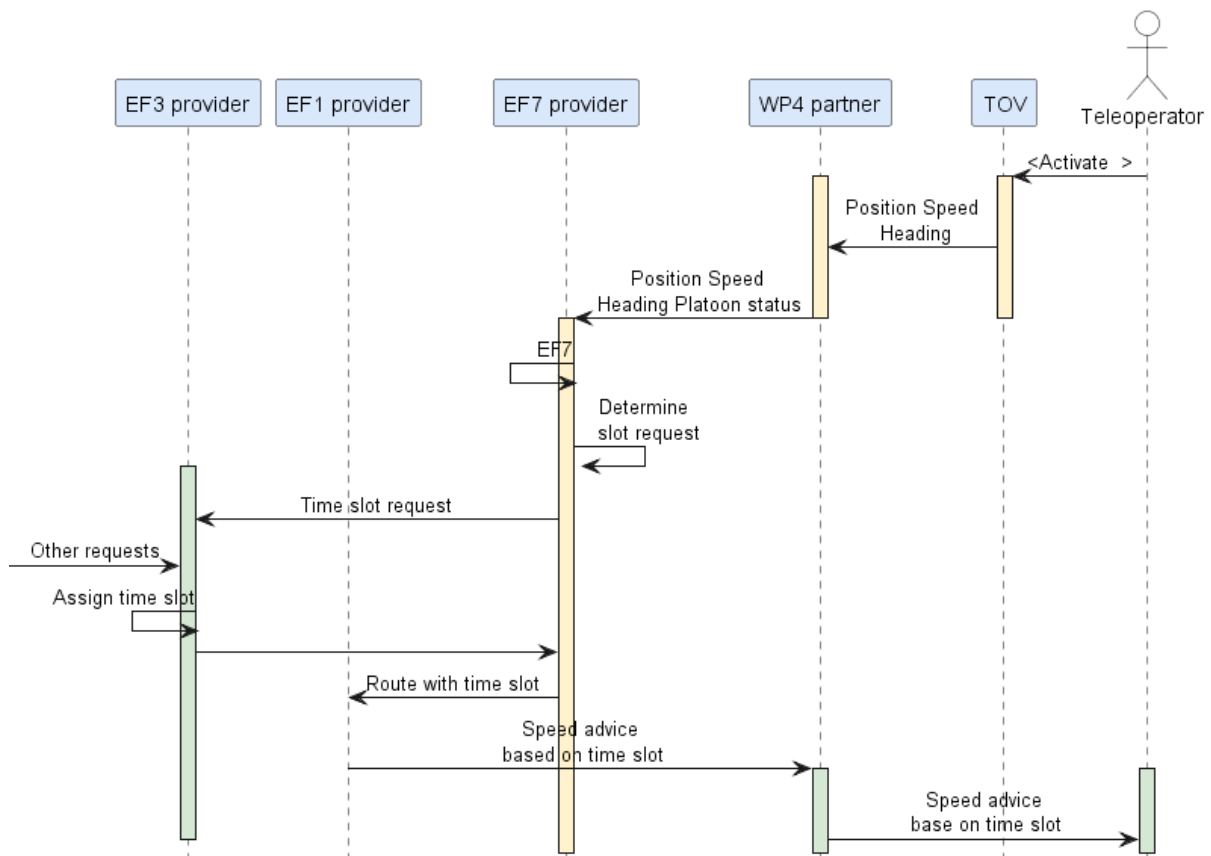 EF3 provider
EF1 provider
EF7 provider
WP4 partner
TOV
Teleoperator
<Activate  >
Position Speed
Heading
Position Speed
Heading Platoon status
EF7
Determine
slot request
Time slot request
Other requests
Assign time slot
Route with time slot
Speed advice
based on time slot
Speed advice
base on time slot